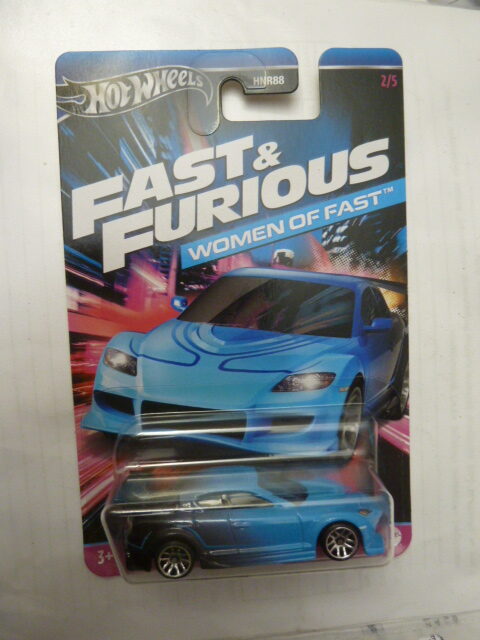 HOT WHEELS
HNR88
2/5
FAST &
FURIOUS
WOMEN OF FAST™
3+